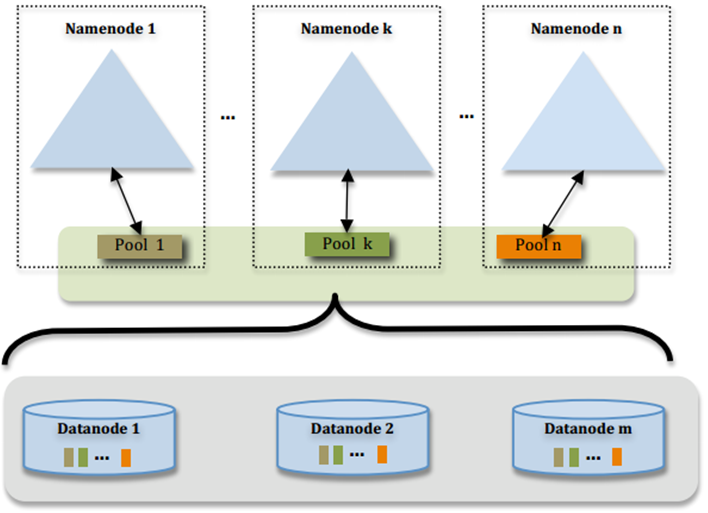 Namenode 1
Namenode k
Namenode n
...
...
Pool 1
Pool k
Pool n
Datanode 1
Datanode 2
Datanode m
...
...
...